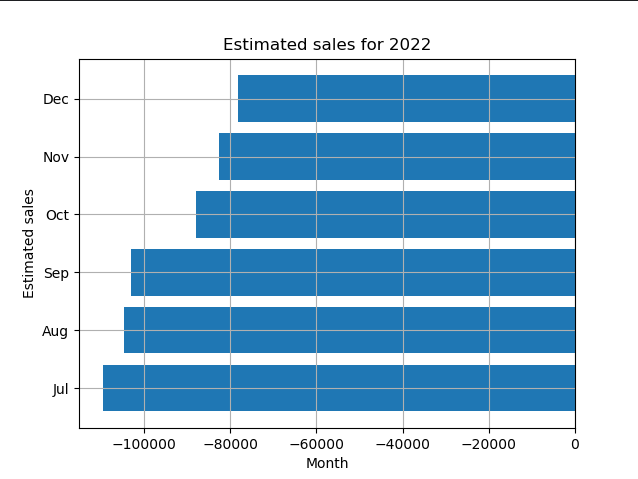 Estimated sales for 2022
Dec
Nov
Oct
Sep
Aug
Jul
Estimated sales
−100000 −80000 −60000 −40000 −20000 0
Month